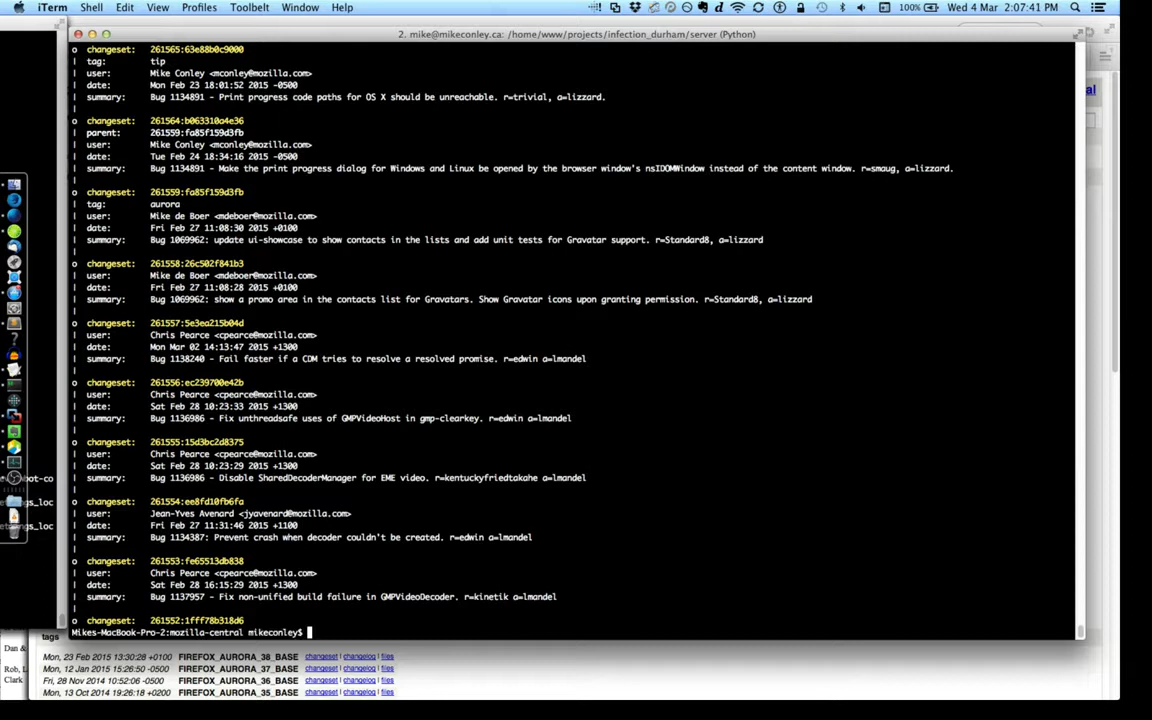 iTerm Shell Edit View Profiles Toolbelt Window Help 100% Wed 4 Mar 2:07:41 PM
2. mike@mikeconley.ca: /home/www/projects/infection_durham/server (Python)
o changeset: 261565:63e88b0c9000
| tag: tip
| user: Mike Conley <mconley@mozilla.com>
| date: Mon Feb 23 18:01:52 2015 -0500
| summary: Bug 1134891 - Print progress code paths for OS X should be unreachable. r=trivial, a=lizzard.
|
o changeset: 261564:b063310a4e36
| parent: 261559:fa85f159d3fb
| user: Mike Conley <mconley@mozilla.com>
| date: Tue Feb 24 18:34:16 2015 -0500
| summary: Bug 1134891 - Make the print progress dialog for Windows and Linux be opened by the browser window's nsIDOMWindow instead of the content window. r=smaug, a=lizzard.
|
o changeset: 261559:fa85f159d3fb
| tag: aurora
| user: Mike de Boer <mdeboer@mozilla.com>
| date: Fri Feb 27 11:08:30 2015 +0100
| summary: Bug 1069962: update ui-showcase to show contacts in the lists and add unit tests for Gravatar support. r=Standard8, a=lizzard
|
o changeset: 261558:26c502f841b3
| user: Mike de Boer <mdeboer@mozilla.com>
| date: Fri Feb 27 11:08:28 2015 +0100
| summary: Bug 1069962: show a promo area in the contacts list for Gravatars. Show Gravatar icons upon granting permission. r=Standard8, a=lizzard
|
o changeset: 261557:5e3ea215b04d
| user: Chris Pearce <cpearce@mozilla.com>
| date: Mon Mar 02 14:13:47 2015 +1300
| summary: Bug 1138240 - Fail faster if a CDM tries to resolve a resolved promise. r=edwin a=lmandel
|
o changeset: 261556:ec239700e42b
| user: Chris Pearce <cpearce@mozilla.com>
| date: Sat Feb 28 10:23:33 2015 +1300
| summary: Bug 1136986 - Fix unthreadsafe uses of GMPVideoHost in gmp-clearkey. r=edwin a=lmandel
|
o changeset: 261555:15d3bc2d8375
| user: Chris Pearce <cpearce@mozilla.com>
| date: Sat Feb 28 10:23:29 2015 +1300
| summary: Bug 1136986 - Disable SharedDecoderManager for EME video. r=kentuckyfriedtakahe a=lmandel
|
o changeset: 261554:ee8fd10fb6fa
| user: Jean-Yves Avenard <jyavenard@mozilla.com>
| date: Fri Feb 27 11:31:46 2015 +1100
| summary: Bug 1134387: Prevent crash when decoder couldn't be created. r=edwin a=lmandel
|
o changeset: 261553:fe65513db838
| user: Chris Pearce <cpearce@mozilla.com>
| date: Sat Feb 28 16:15:29 2015 +1300
| summary: Bug 1137957 - Fix non-unified build failure in GMPVideoDecoder. r=kinetik a=lmandel
|
o changeset: 261552:1fff78b318d6
Mikes-MacBook-Pro-2:mozilla-central mikeconley$
tags
Mon, 23 Feb 2015 13:30:28 +0100 FIREFOX_AURORA_38_BASE changeset | changelog | files
Mon, 12 Jan 2015 15:26:50 -0500 FIREFOX_AURORA_37_BASE changeset | changelog | files
Fri, 28 Nov 2014 10:52:06 -0500 FIREFOX_AURORA_36_BASE changeset | changelog | files
Mon, 13 Oct 2014 19:26:18 +0200 FIREFOX_AURORA_35_BASE changeset | changelog | files
Dan &
Rob, L
Clark